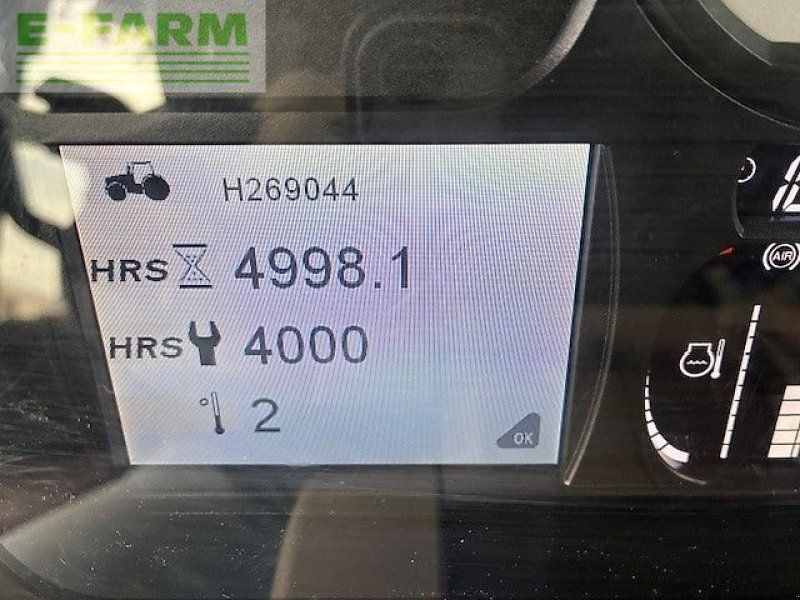 E-FARM
H269044
HRS 4998.1
HRS 4000
° 2
OK
AIR